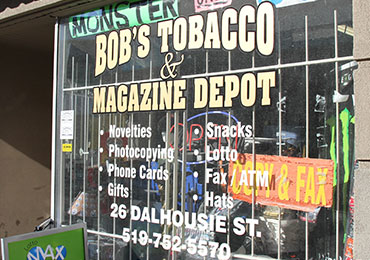 MONSTER
BOB'S TOBACCO
&
MAGAZINE DEPOT
• Novelties
• Photocopying
• Phone Cards
• Gifts
• Snacks
• Lotto
• Fax / ATM
• Hats
COPY & FAX
26 DALHOUSIE ST.
519-752-5570
MAX